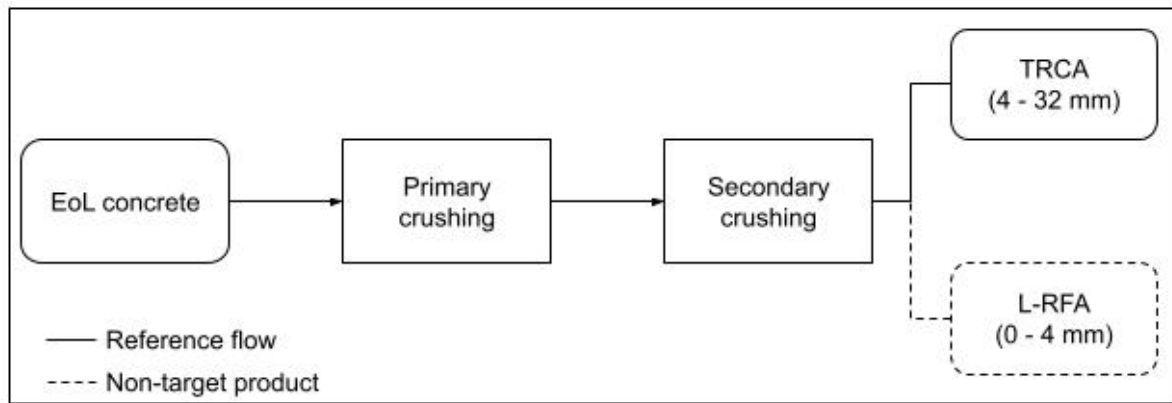 EoL concrete
Primary
crushing
Secondary
crushing
TRCA
(4 - 32 mm)
L-RFA
(0 - 4 mm)
Reference flow
Non-target product